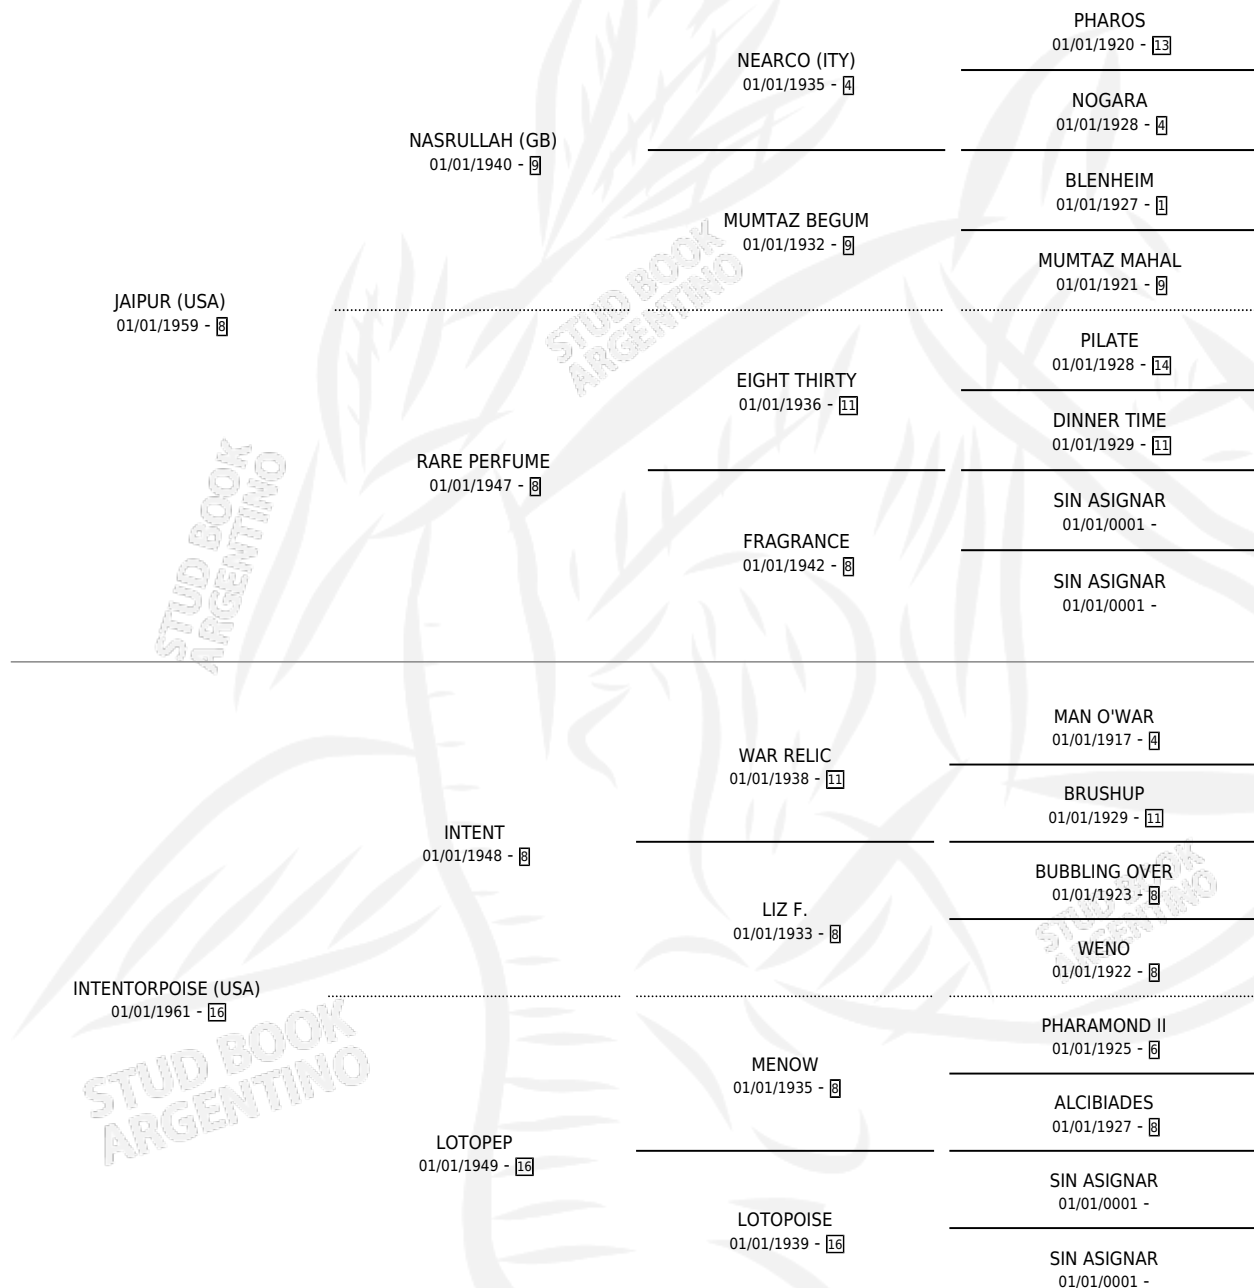 PHAROS
01/01/1920 - 13
NEARCO (ITY)
01/01/1935 - 4
NOGARA
01/01/1928 - 4
NASRULLAH (GB)
01/01/1940 - 9
BLENHEIM
01/01/1927 - 1
MUMTAZ BEGUM
01/01/1932 - 9
MUMTAZ MAHAL
01/01/1921 - 9
JAIPUR (USA)
01/01/1959 - 8
PILATE
01/01/1928 - 14
EIGHT THIRTY
01/01/1936 - 11
DINNER TIME
01/01/1929 - 11
RARE PERFUME
01/01/1947 - 8
SIN ASIGNAR
01/01/0001 -
FRAGRANCE
01/01/1942 - 8
SIN ASIGNAR
01/01/0001 -
MAN O'WAR
01/01/1917 - 4
WAR RELIC
01/01/1938 - 11
BRUSHUP
01/01/1929 - 11
INTENT
01/01/1948 - 8
BUBBLING OVER
01/01/1923 - 8
LIZ F.
01/01/1933 - 8
WENO
01/01/1922 - 8
INTENTORPOISE (USA)
01/01/1961 - 16
PHARAMOND II
01/01/1925 - 6
MENOW
01/01/1935 - 8
ALCIBIADES
01/01/1927 - 8
LOTOPEP
01/01/1949 - 16
SIN ASIGNAR
01/01/0001 -
LOTOPOISE
01/01/1939 - 16
SIN ASIGNAR
01/01/0001 -
STUD BOOK
ARGENTINO
STUD BOOK
ARGENTINO
STUD BOOK
ARGENTINO
STUD BOOK
ARGENTINO